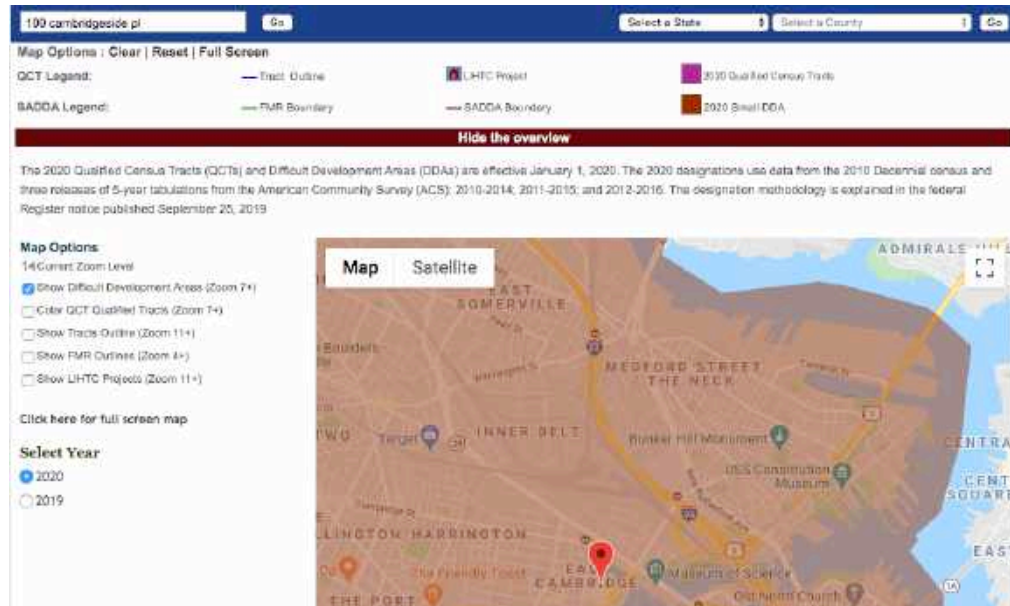 100 cambridgeside pl Go Select a State Select a County Go
Map Options : Clear | Reset | Full Screen
QCT Legend: Tract Outline LIHTC Project 2020 Qualified Census Tracts
SADDA Legend: FMR Boundary SADDA Boundary 2020 Small DDA
Hide the overview
The 2020 Qualified Census Tracts (QCTs) and Difficult Development Areas (DDAs) are effective January 1, 2020. The 2020 designations use data from the 2010 Decennial census and
three releases of 5-year tabulations from the American Community Survey (ACS): 2010-2014; 2011-2015; and 2012-2016. The designation methodology is explained in the federal
Register notice published September 25, 2019
Map Options
14 Current Zoom Level
Show Difficult Development Areas (Zoom 7+)
Color QCT Qualified Tracts (Zoom 7+)
Show Tracts Outline (Zoom 11+)
Show FMR Outlines (Zoom 4+)
Show LIHTC Projects (Zoom 11+)
Click here for full screen map
Select Year
2020
2019
Map Satellite
ADMIRALS
EAST
SOMERVILLE
MEDFORD STREET
THE NECK
TWO
Target
INNER BELT
Bunker Hill Monument
CENTRA
USS Constitution
Museum
CENT
SQUARE
LLINGTON HARRINGTON
EAS
The Friendly Toast
EAST
CAMBRIDGE
Museum of Science
1A
THE PORT
Old North Church